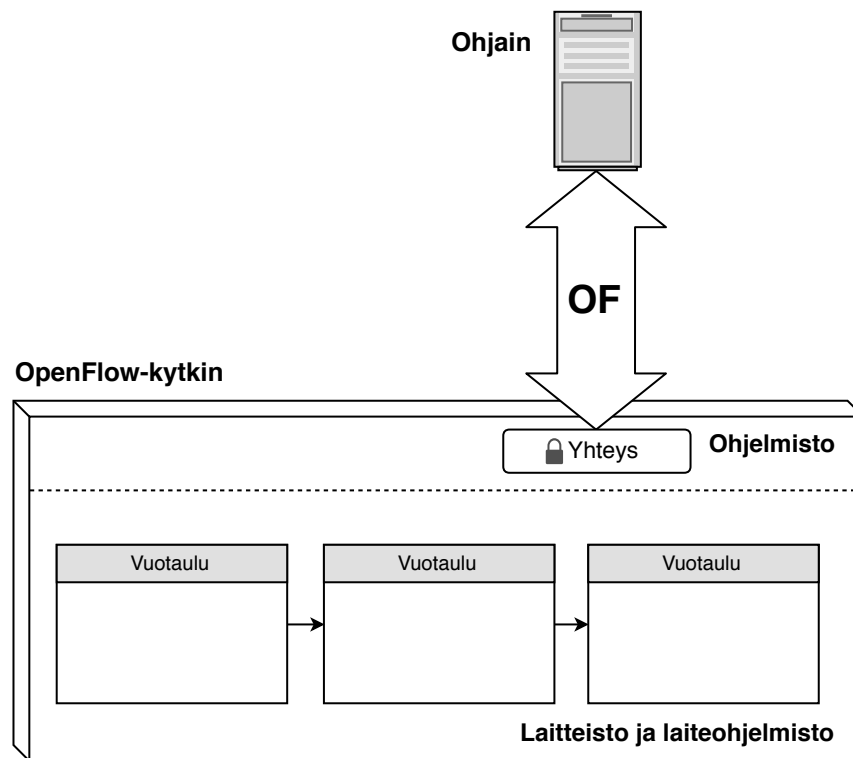 Ohjain
OF
OpenFlow-kytkin
Yhteys
Ohjelmisto
Vuotaulu
Vuotaulu
Vuotaulu
Laitteisto ja laiteohjelmisto